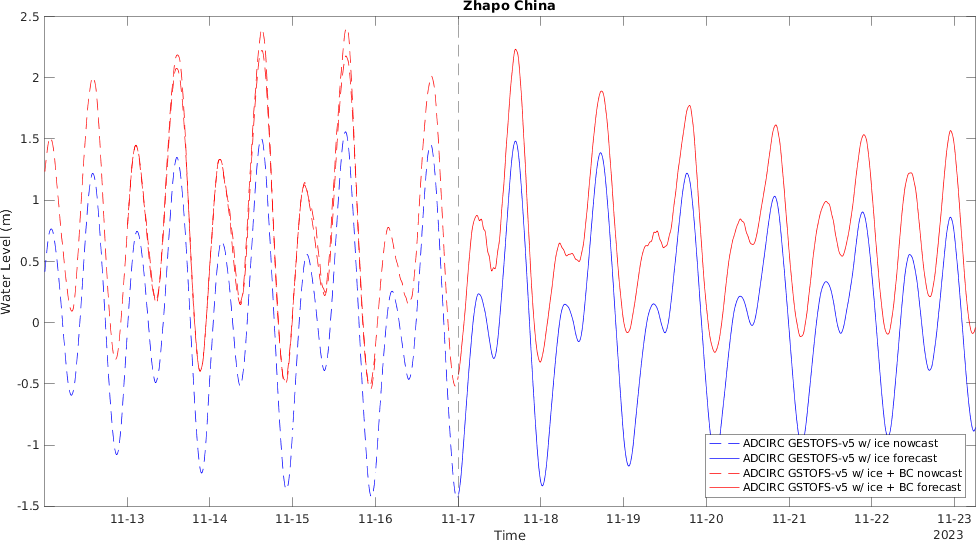 Zhapo China
2.5
2
1.5
1
0.5
0
-0.5
-1
-1.5
Water Level (m)
11-13 11-14 11-15 11-16 11-17 11-18 11-19 11-20 11-21 11-22 11-23
2023
Time
ADCIRC GESTOFS-v5 w/ ice nowcast
ADCIRC GESTOFS-v5 w/ ice forecast
ADCIRC GSTOFS-v5 w/ ice + BC nowcast
ADCIRC GSTOFS-v5 w/ ice + BC forecast